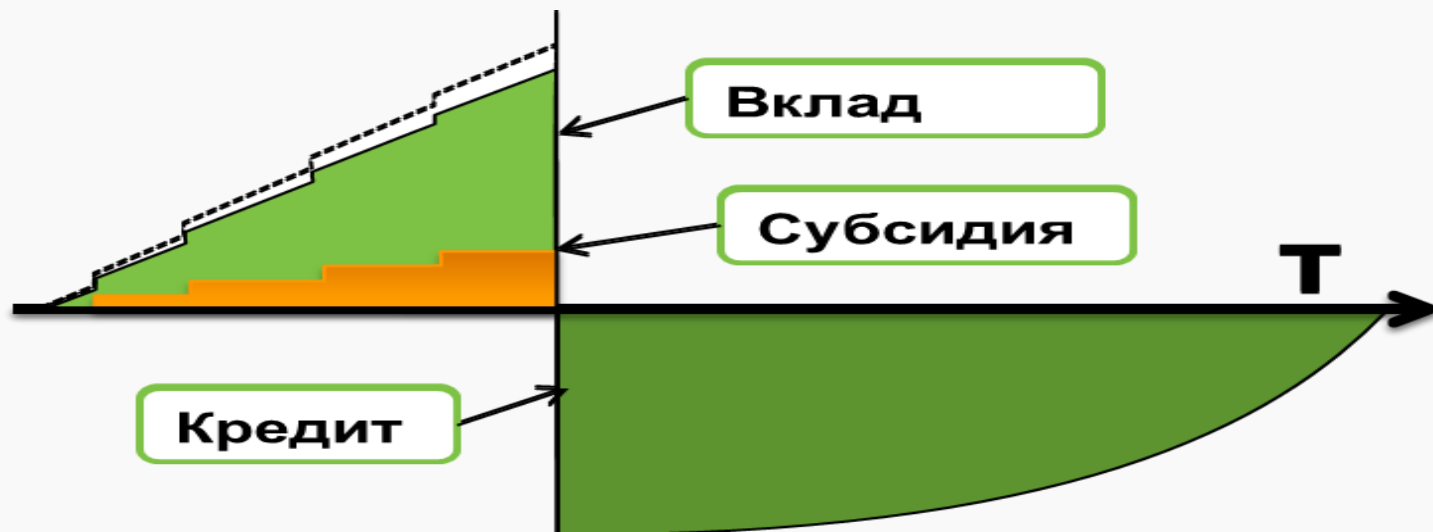 Вклад
Субсидия
Т
Кредит